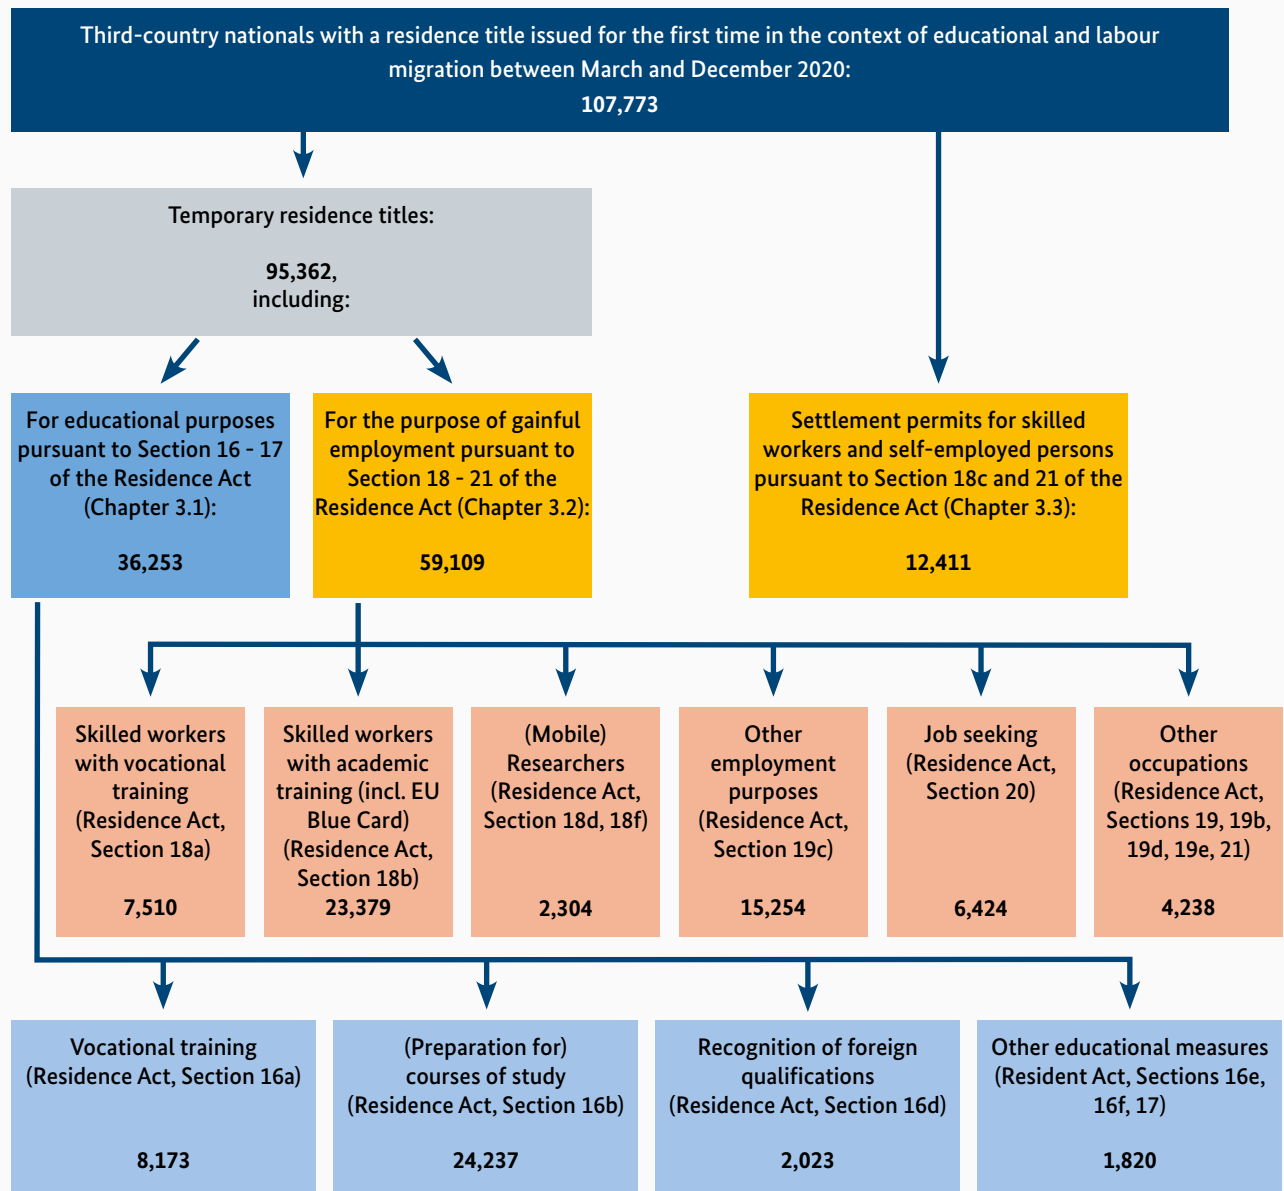 Third-country nationals with a residence title issued for the first time in the context of educational and labour
migration between March and December 2020:
107,773
Temporary residence titles:
95,362,
including:
For educational purposes
pursuant to Section 16 - 17
of the Residence Act
(Chapter 3.1):
36,253
For the purpose of gainful
employment pursuant to
Section 18 - 21 of the
Residence Act (Chapter 3.2):
59,109
Settlement permits for skilled
workers and self-employed persons
pursuant to Section 18c and 21 of the
Residence Act (Chapter 3.3):
12,411
Skilled workers
with vocational
training
(Residence Act,
Section 18a)
7,510
Skilled workers
with academic
training (incl. EU
Blue Card)
(Residence Act,
Section 18b)
23,379
(Mobile)
Researchers
(Residence Act,
Section 18d, 18f)
2,304
Other
employment
purposes
(Residence Act,
Section 19c)
15,254
Job seeking
(Residence Act,
Section 20)
6,424
Other
occupations
(Residence Act,
Sections 19, 19b,
19d, 19e, 21)
4,238
Vocational training
(Residence Act, Section 16a)
8,173
(Preparation for)
courses of study
(Residence Act, Section 16b)
24,237
Recognition of foreign
qualifications
(Residence Act, Section 16d)
2,023
Other educational measures
(Resident Act, Sections 16e,
16f, 17)
1,820